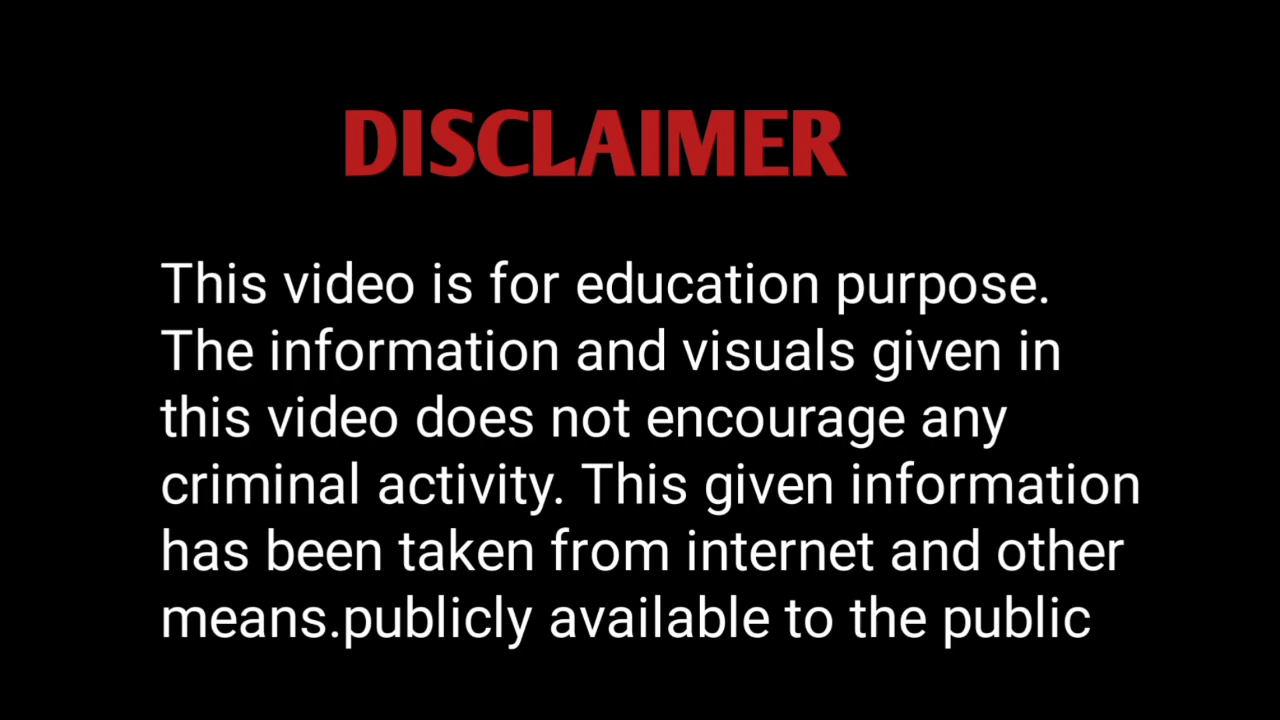 DISCLAIMER
This video is for education purpose.
The information and visuals given in
this video does not encourage any
criminal activity. This given information
has been taken from internet and other
means.publicly available to the public